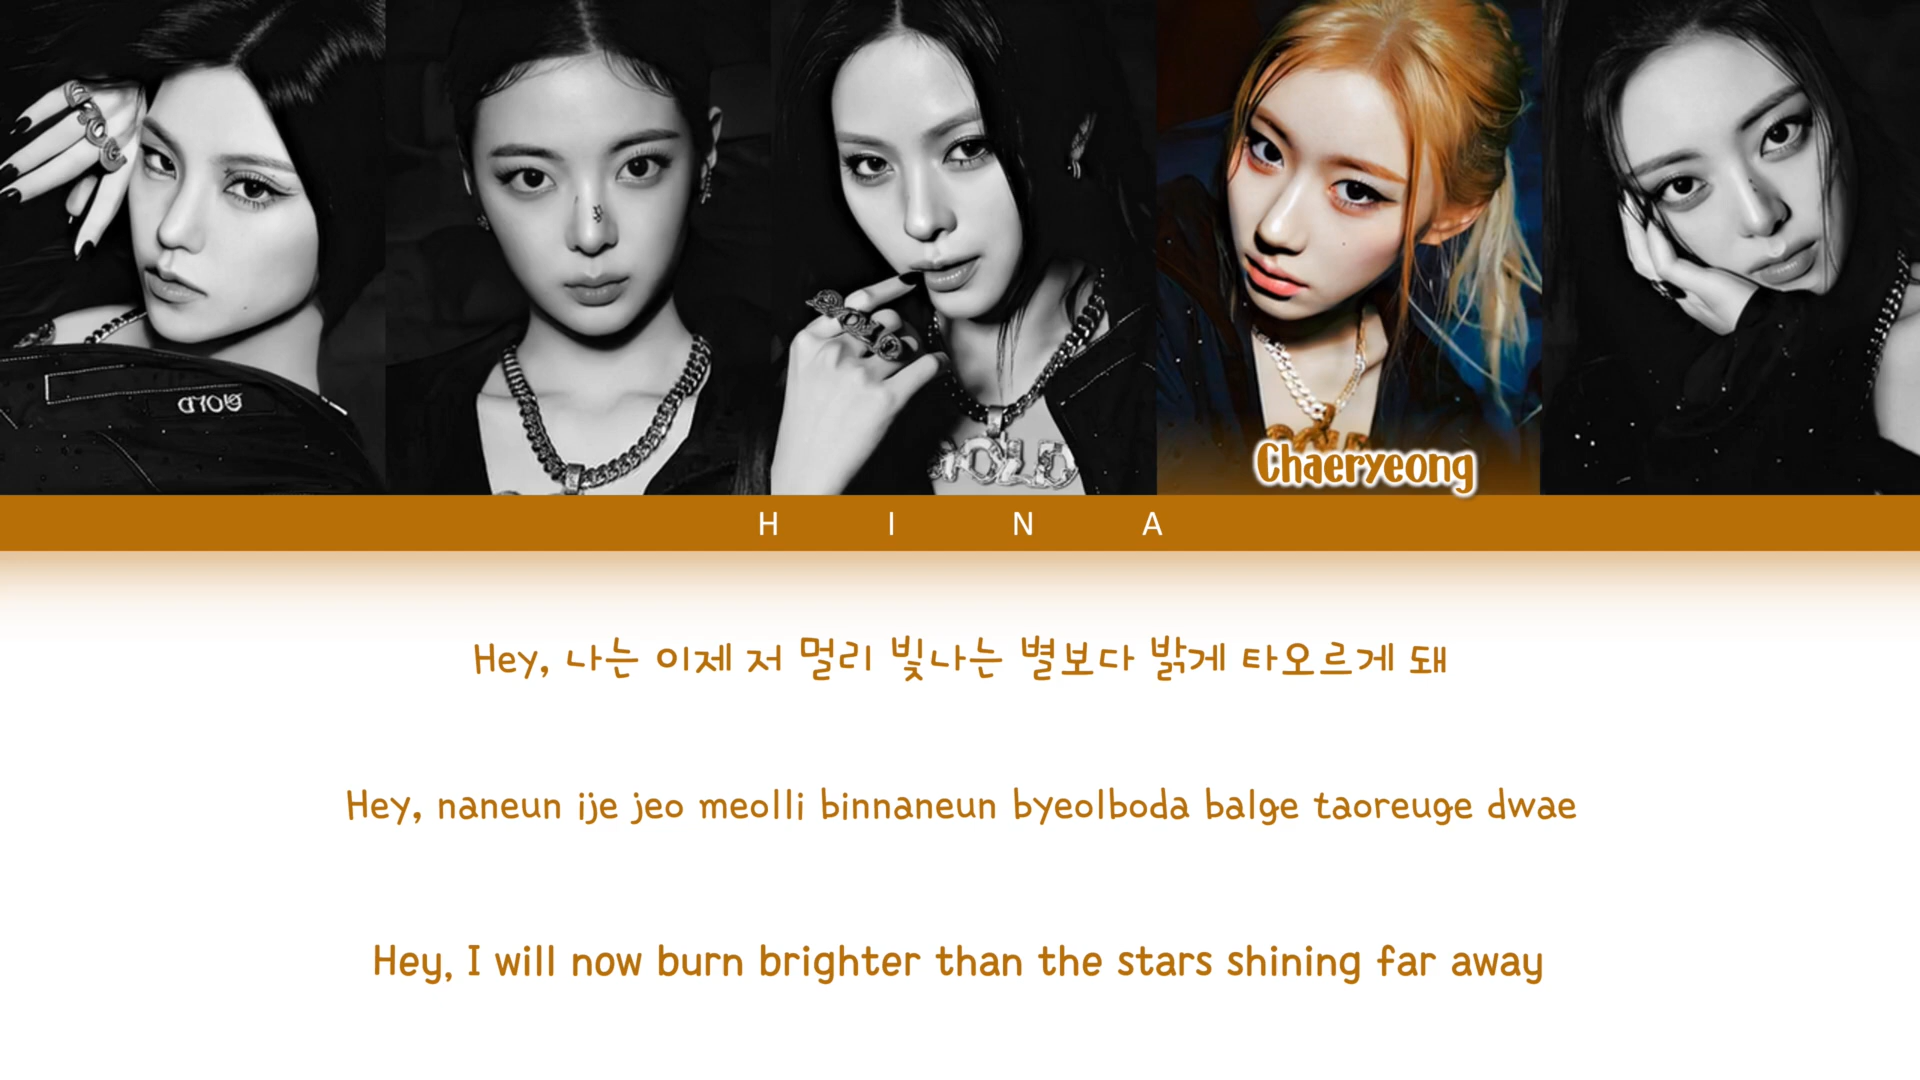 Chaeryeong
H I N A
Hey, 나는 이제 저 멀리 빛나는 별보다 밝게 타오르게 돼
Hey, naneun ije jeo meolli binnaneun byeolboda balge taoreuge dwae
Hey, I will now burn brighter than the stars shining far away